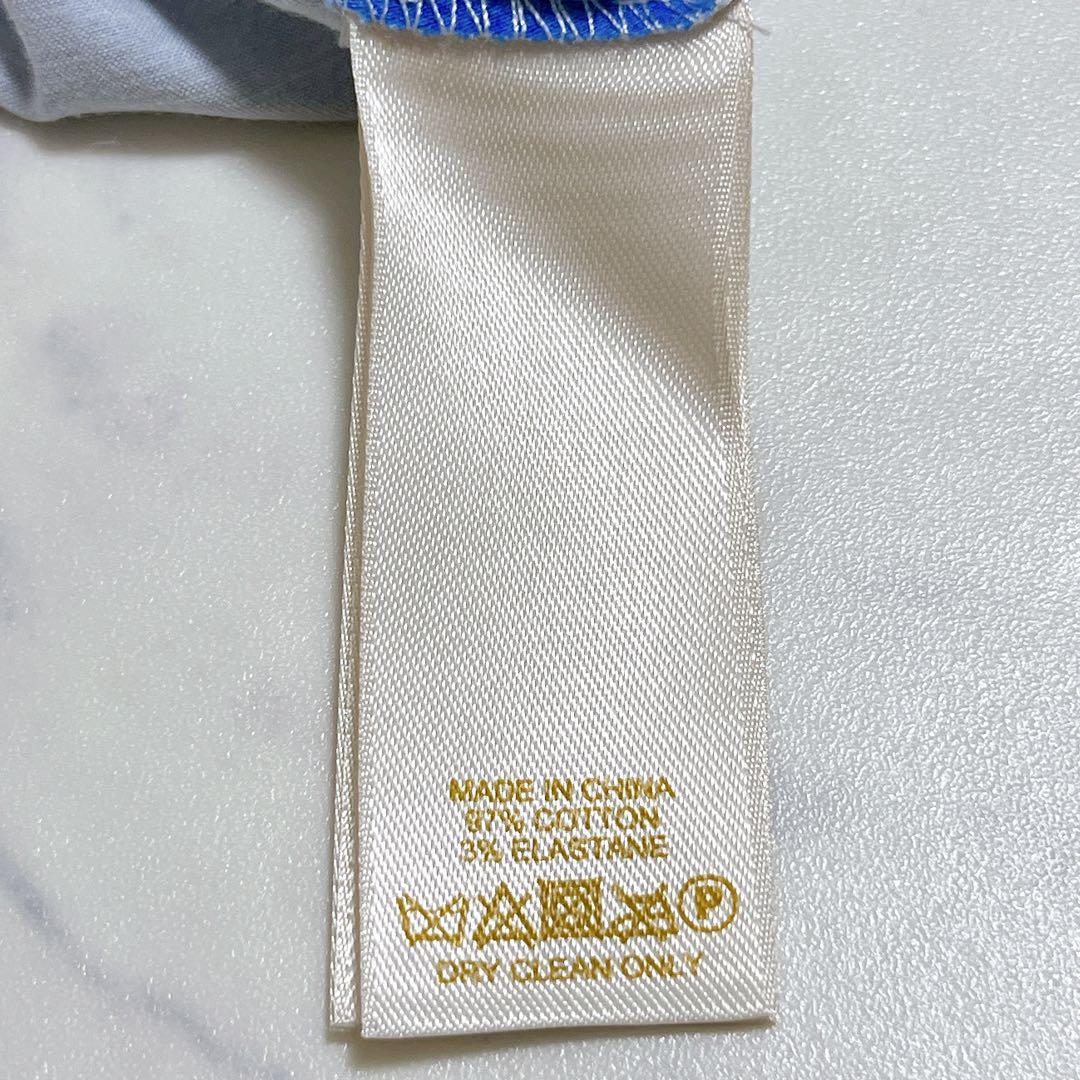 MADE IN CHINA
97% COTTON
3% ELASTANE
P
DRY CLEAN ONLY